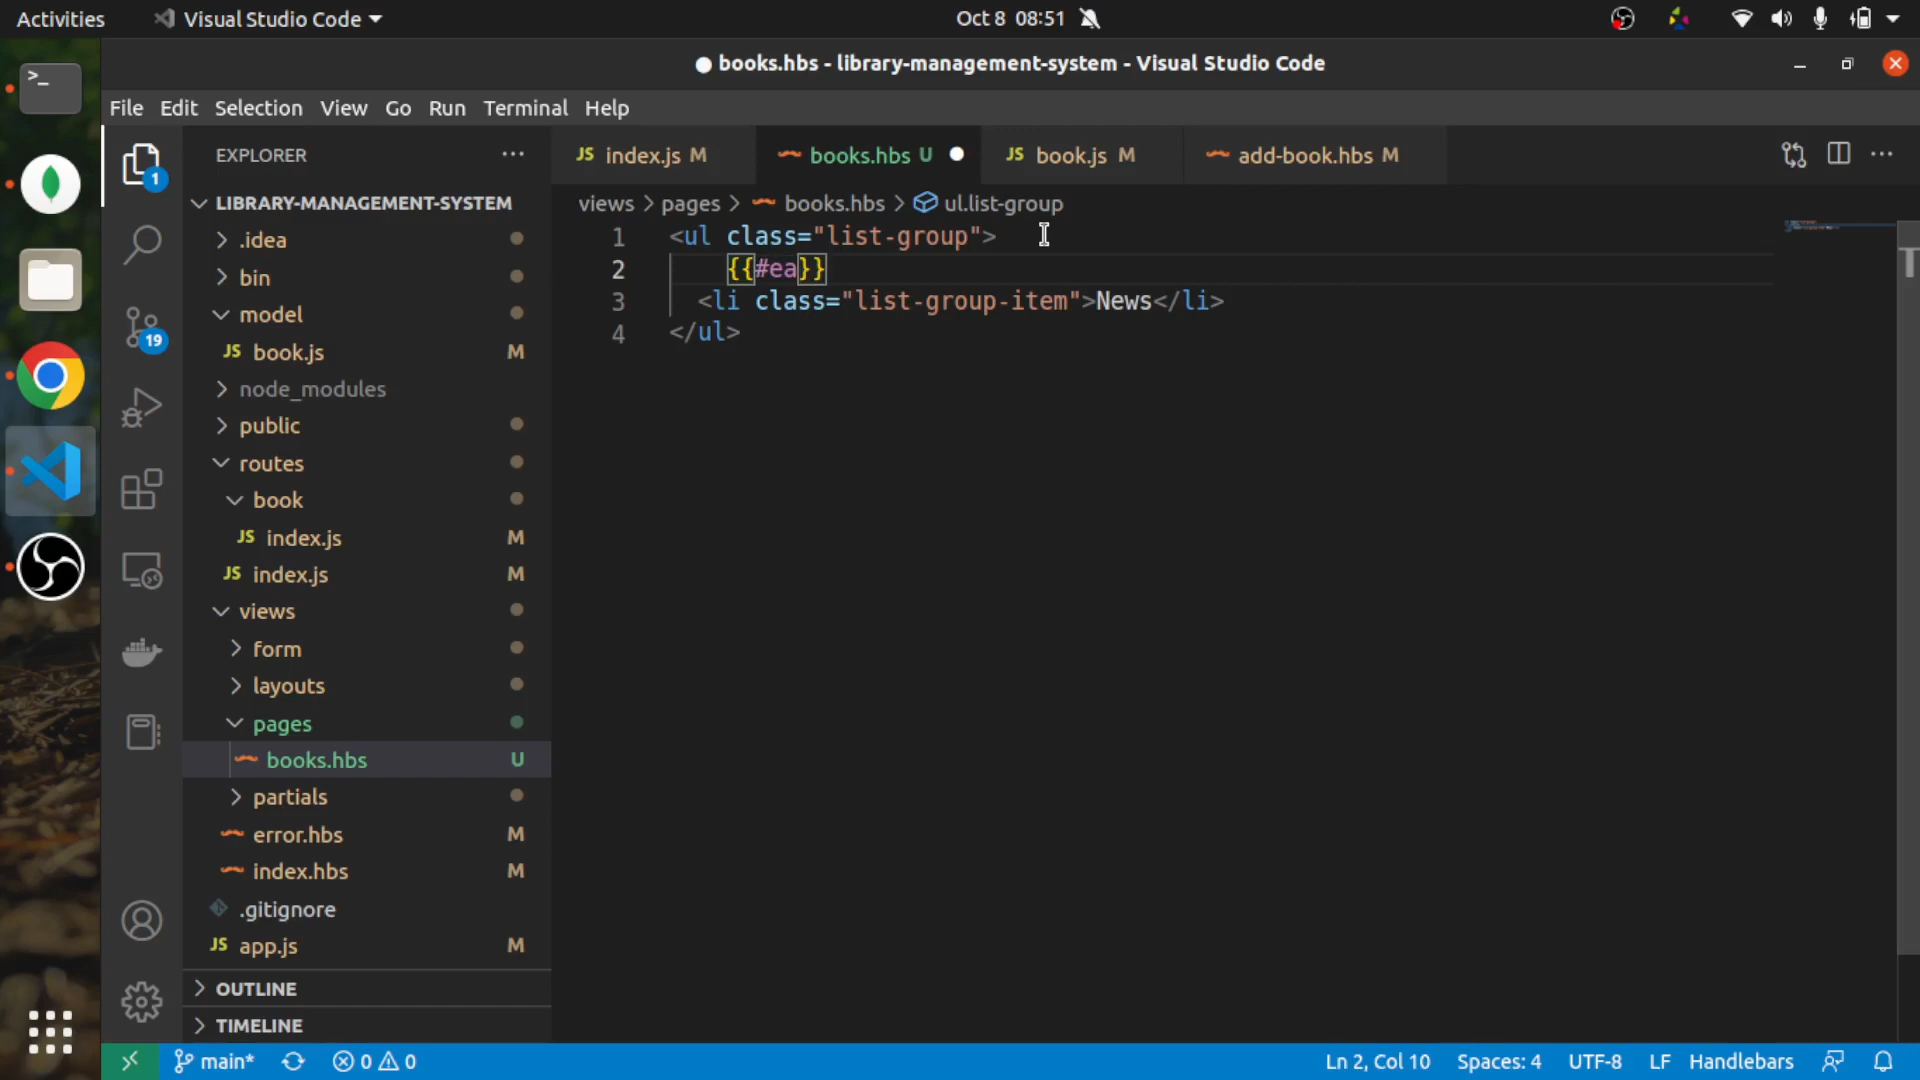 Activities Visual Studio Code Oct 8 08:51
books.hbs - library-management-system - Visual Studio Code
File Edit Selection View Go Run Terminal Help
EXPLORER ···
JS index.js M books.hbs U JS book.js M add-book.hbs M ···
views > pages > books.hbs > ul.list-group
LIBRARY-MANAGEMENT-SYSTEM
.idea
bin
model
JS book.js M
node_modules
public
routes
book
JS index.js M
JS index.js M
views
form
layouts
pages
books.hbs U
partials
error.hbs M
index.hbs M
.gitignore
JS app.js M
OUTLINE
TIMELINE
1
19
1 <ul class="list-group">
2 {{#ea}}
3 <li class="list-group-item">News</li>
4 </ul>
main* 0 0 Ln 2, Col 10 Spaces: 4 UTF-8 LF Handlebars